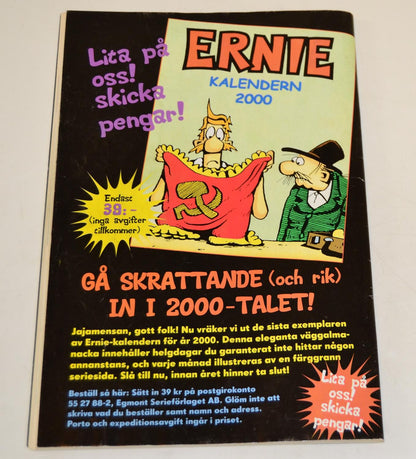 Lita på
oss!
skicka
pengar!
ERNIE
KALENDERN
2000
Endast
39:-
(inga avgifter
tillkommer)
GÅ SKRATTANDE (och rik)
IN I 2000-TALET!
Jajamensan, gott folk! Nu vräker vi ut de sista exemplaren
av Ernie-kalendern för år 2000. Denna eleganta väggalma-
nacka innehåller helgdagar du garanterat inte hittar någon
annanstans, och varje månad illustreras av en färggrann
seriesida. Slå till nu, innan året hinner ta slut!
Beställ så här: Sätt in 39 kr på postgirokonto
55 27 88-2, Egmont Serieförlaget AB. Glöm inte att
skriva vad du beställer samt namn och adress.
Porto och expeditionsavgift ingår i priset.
Lita på
oss!
skicka
pengar!